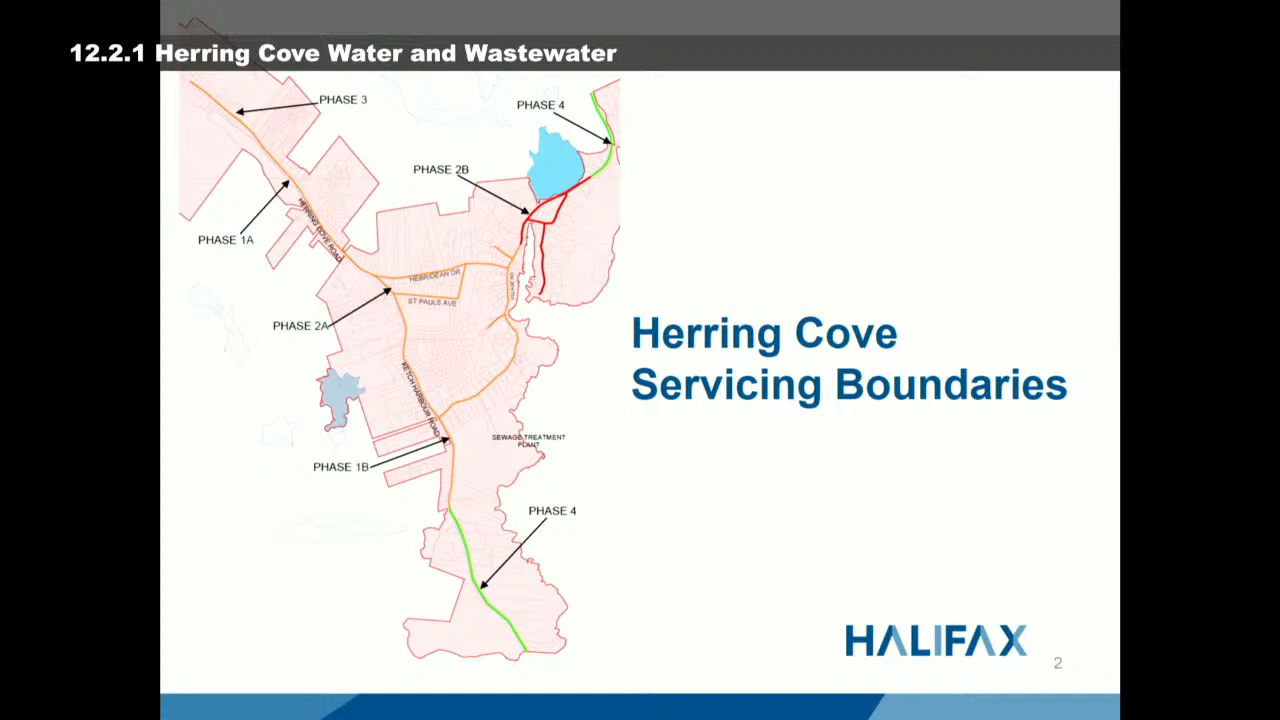 12.2.1 Herring Cove Water and Wastewater
PHASE 3
PHASE 4
PHASE 2B
PHASE 1A
HERRING COVE ROAD
HEBRIDEAN DR
VILLAGE RD
ST PAULS AVE
PHASE 2A
Herring Cove
Servicing Boundaries
KETCH HARBOUR ROAD
SEWAGE TREATMENT
PLANT
PHASE 1B
PHASE 4
HALIFAX
2